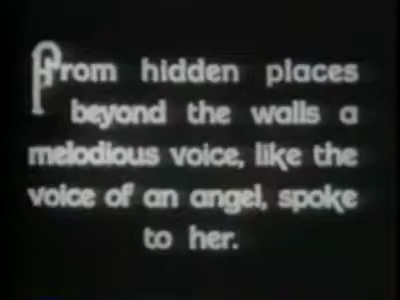 From hidden places
beyond the walls a
melodious voice, like the
voice of an angel, spoke
to her.